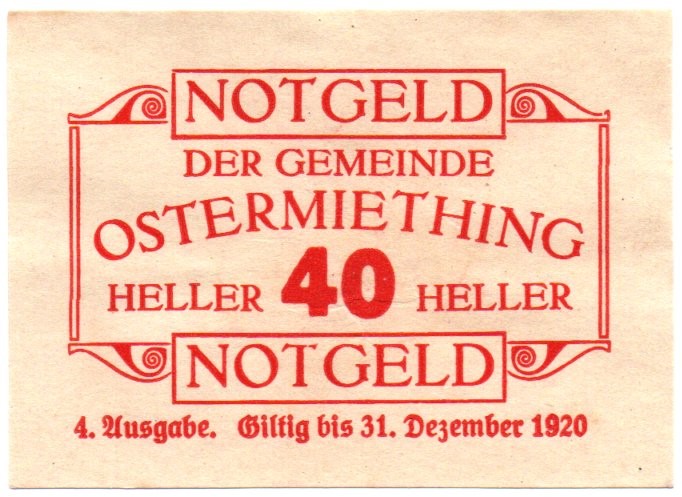 NOTGELD
DER GEMEINDE
OSTERMIETHING
HELLER 40 HELLER
NOTGELD
4. Ausgabe. Giltig bis 31. Dezember 1920